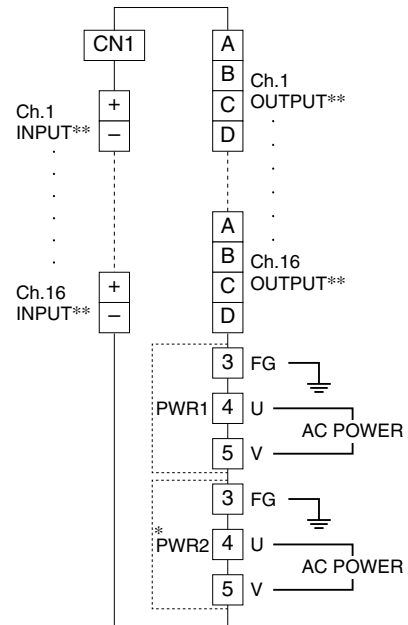 CN1
A
B
C
D
Ch.1
OUTPUT**
Ch.1
INPUT**
+
–
A
B
C
D
Ch.16
OUTPUT**
Ch.16
INPUT**
+
–
PWR1
3 FG
4 U
5 V
AC POWER
*PWR2
3 FG
4 U
5 V
AC POWER